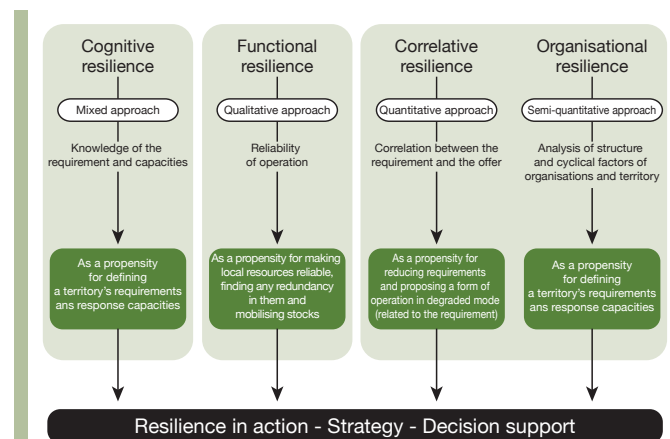 Cognitive
resilience
Mixed approach
Knowledge of the
requirement and capacities
As a propensity
for defining
a territory's requirements
ans response capacities
Functional
resilience
Qualitative approach
Reliability
of operation
As a propensity for making
local resources reliable,
finding any redundancy
in them and
mobilising stocks
Correlative
resilience
Quantitative approach
Correlation between the
requirement and the offer
As a propensity for
reducing requirements
and proposing a form of
operation in degraded mode
(related to the requirement)
Organisational
resilience
Semi-quantitative approach
Analysis of structure
and cyclical factors of
organisations and territory
As a propensity
for defining
a territory's requirements
ans response capacities
Resilience in action - Strategy - Decision support